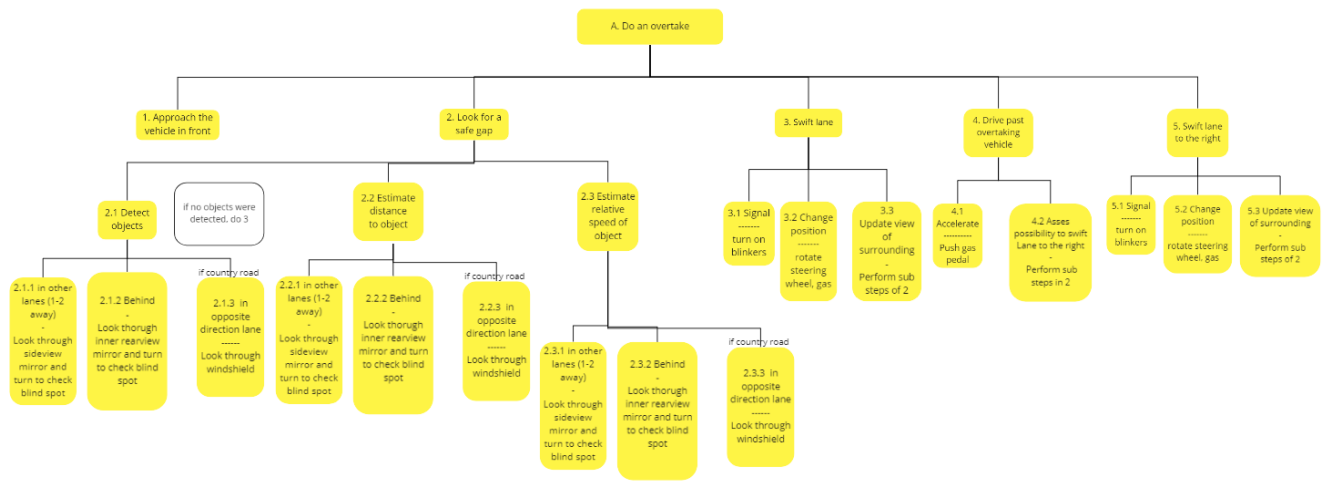 A. Do an overtake
1. Approach the
vehicle in front
2. Look for a
safe gap
3. Swift lane
4. Drive past
overtaking
vehicle
5. Swift lane
to the right
2.1 Detect
objects
if no objects were
detected, do 3
2.2 Estimate
distance
to object
2.3 Estimate
relative
speed of
object
3.1 Signal
-------
turn on
blinkers
3.2 Change
position
-------
rotate
steering
wheel, gas
3.3
Update view
of
surrounding
-
Perform sub
steps of 2
4.1
Accelerate
----------
Push gas
pedal
4.2 Asses
possibility to swift
Lane to the right
-
Perform sub
steps in 2
5.1 Signal
-------
turn on
blinkers
5.2 Change
position
-------
rotate steering
wheel, gas
5.3 Update view
of surrounding
-
Perform sub
steps of 2
2.1.1 in other
lanes (1-2
away)
-
Look through
sideview
mirror and
turn to check
blind spot
2.1.2 Behind
-
Look thorugh
inner rearview
mirror and turn
to check blind
spot
if country road
2.1.3 in
opposite
direction lane
------
Look through
windshield
2.2.1 in other
lanes (1-2
away)
-
Look through
sideview
mirror and
turn to check
blind spot
2.2.2 Behind
-
Look thorugh
inner rearview
mirror and turn
to check blind
spot
if country road
2.2.3 in
opposite
direction lane
------
Look through
windshield
2.3.1 in other
lanes (1-2
away)
-
Look through
sideview
mirror and
turn to check
blind spot
2.3.2 Behind
-
Look thorugh
inner rearview
mirror and turn
to check blind
spot
if country road
2.3.3 in
opposite
direction lane
------
Look through
windshield